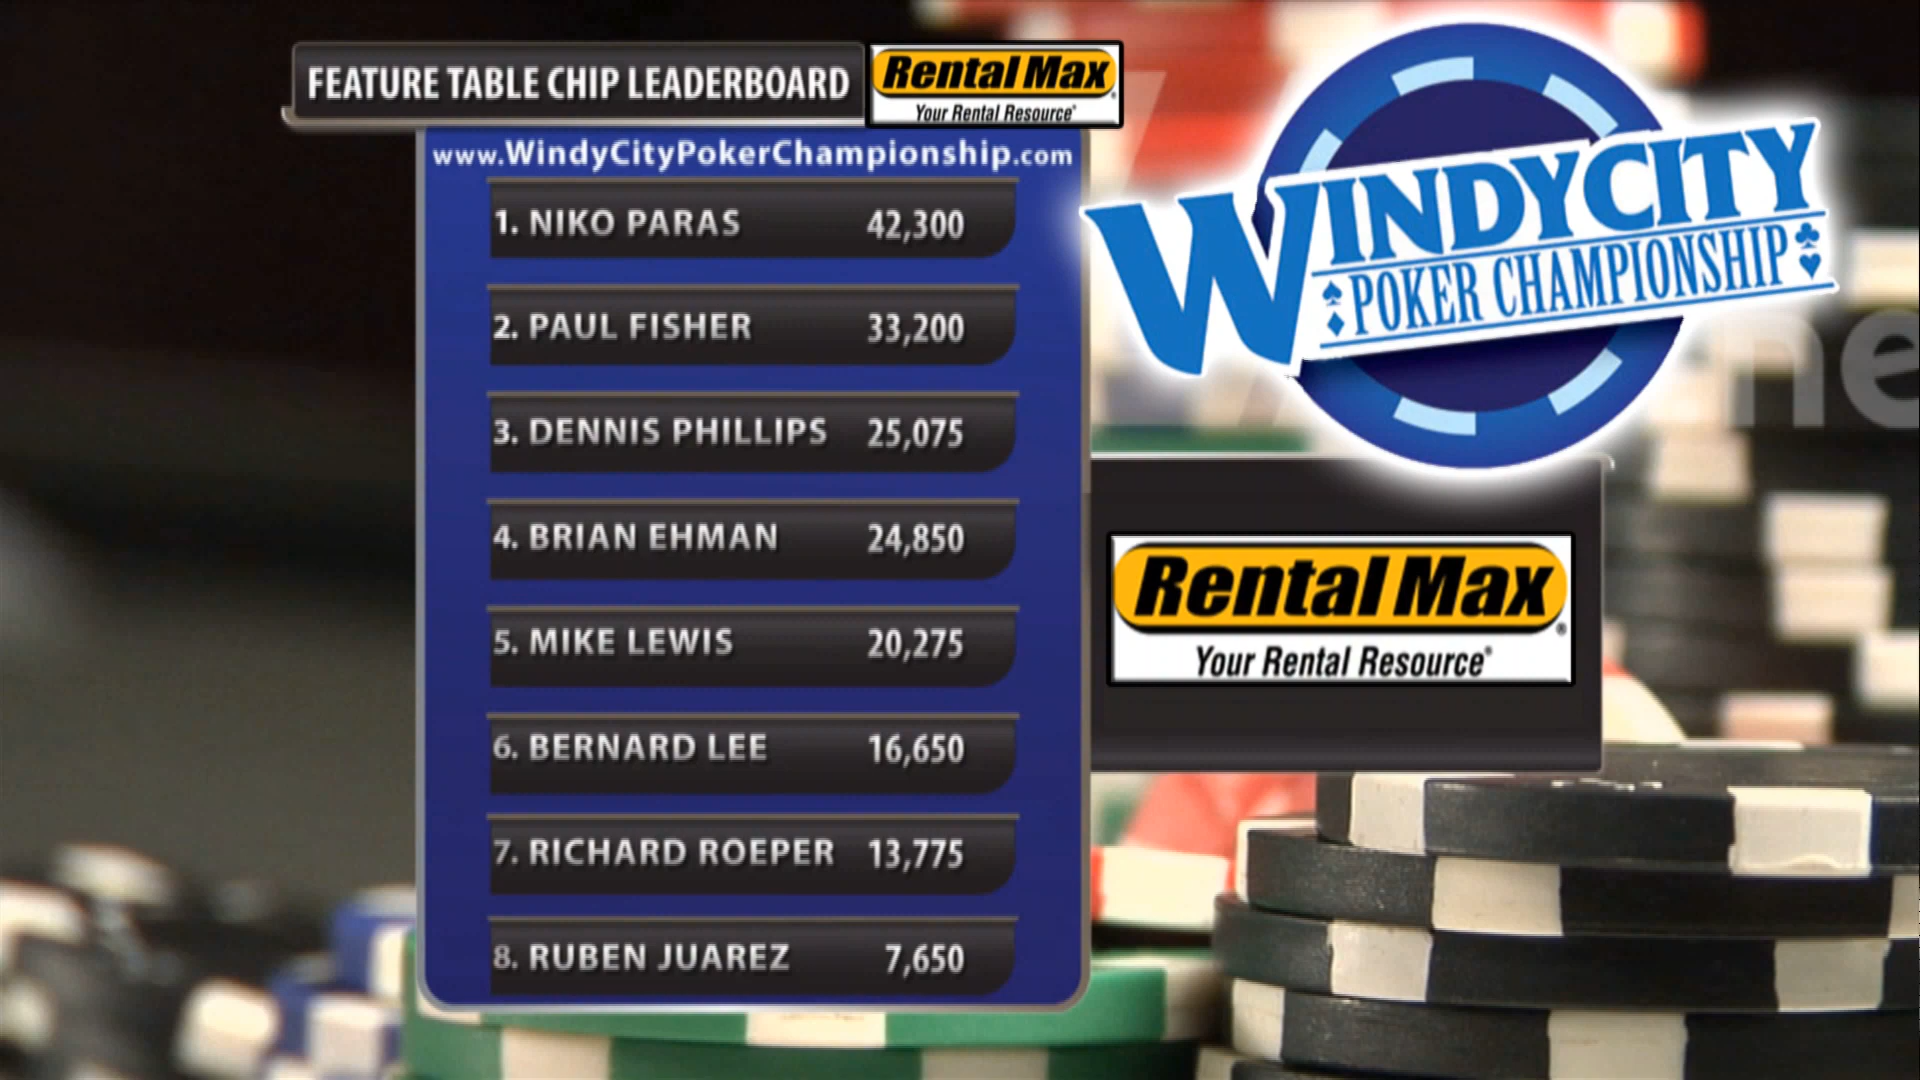 FEATURE TABLE CHIP LEADERBOARD
Rental Max
Your Rental Resource
www.WindyCityPokerChampionship.com
1. NIKO PARAS 42,300
2. PAUL FISHER 33,200
3. DENNIS PHILLIPS 25,075
4. BRIAN EHMAN 24,850
5. MIKE LEWIS 20,275
6. BERNARD LEE 16,650
7. RICHARD ROEPER 13,775
8. RUBEN JUAREZ 7,650
WINDY CITY
POKER CHAMPIONSHIP
Rental Max
Your Rental Resource